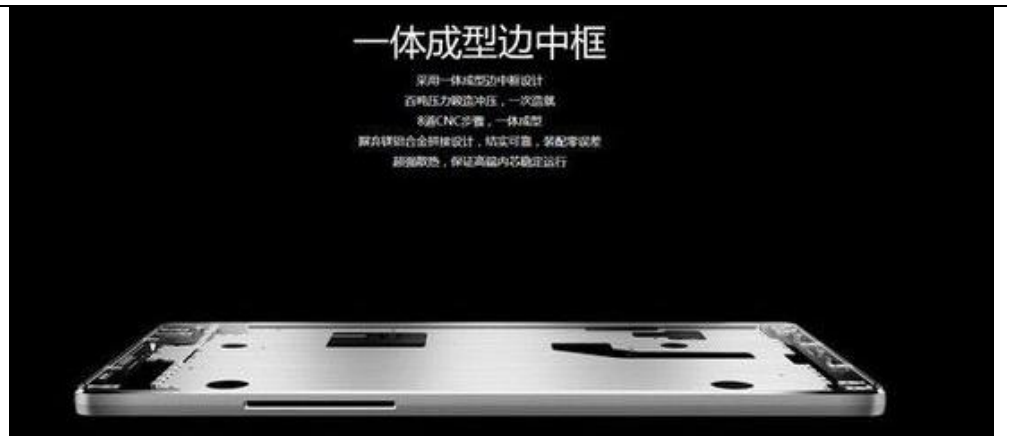 一体成型边中框
采用一体成型边中框设计
百吨压力锻造冲压，一次造就
8道CNC步骤，一体成型
摒弃镁铝合金拼接设计，结实可靠，装配零误差
超强散热，保证高端内芯稳定运行